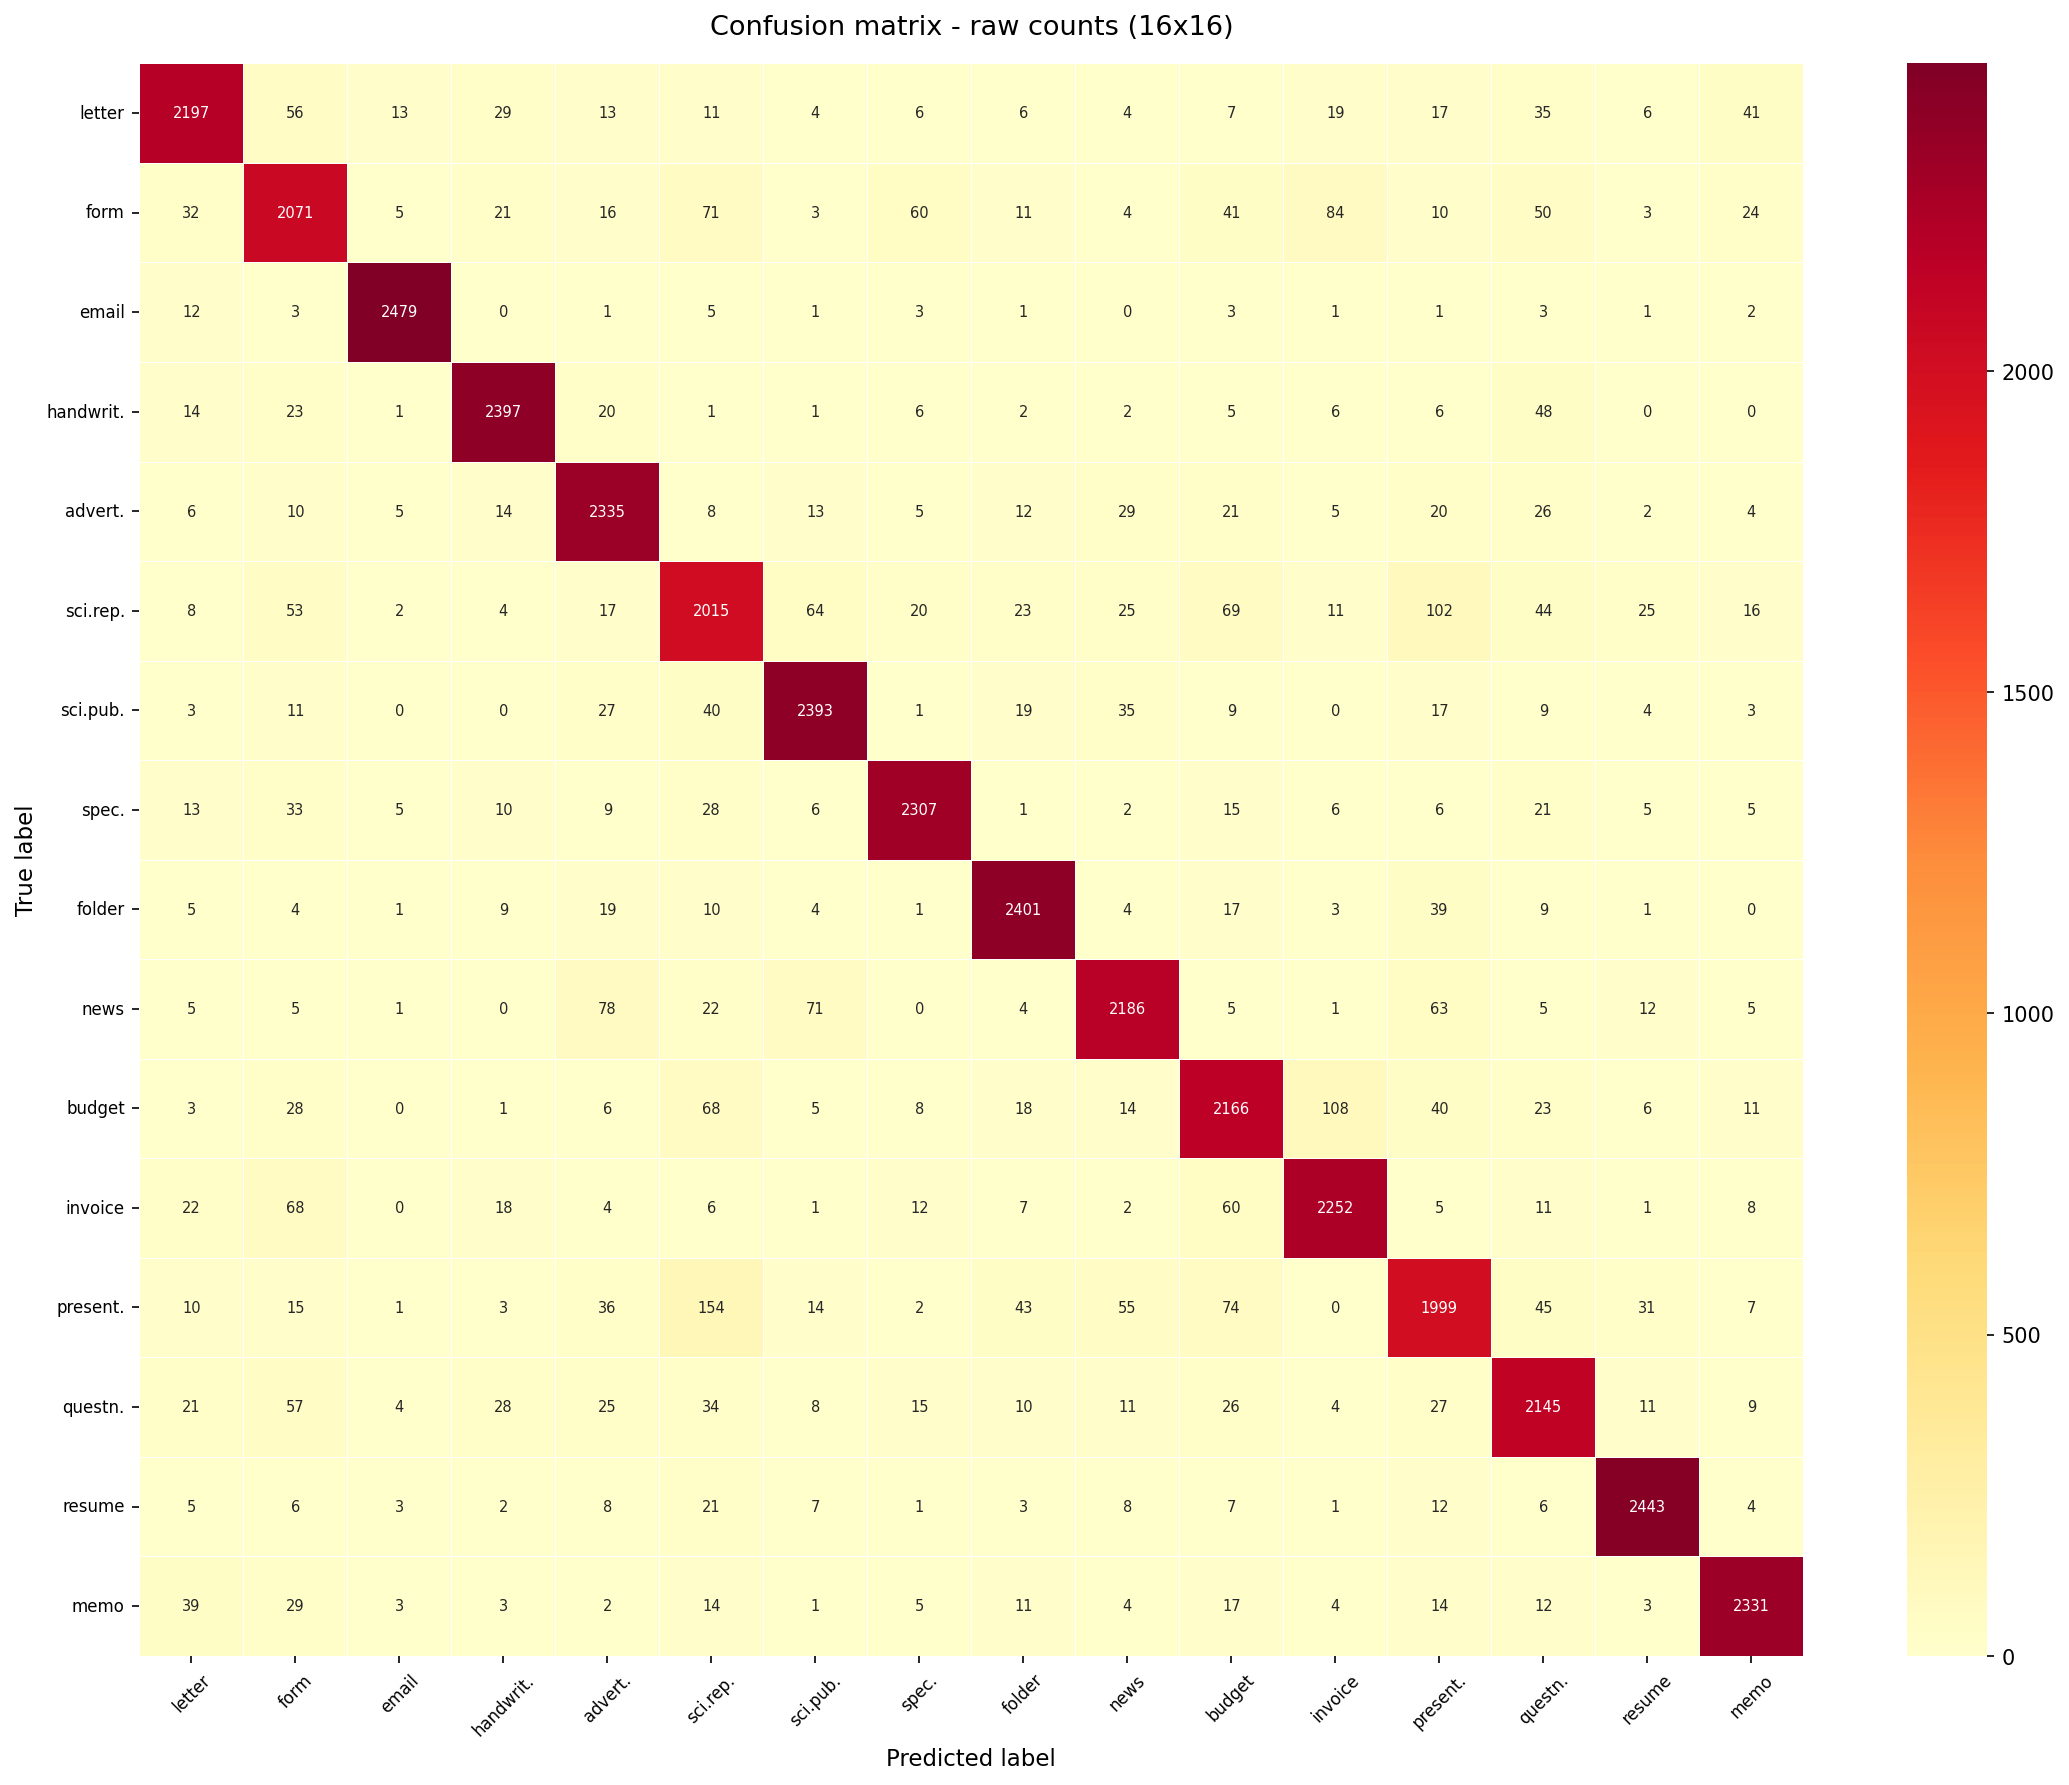 Confusion matrix - raw counts (16x16)
letter 2197 56 13 29 13 11 4 6 6 4 7 19 17 35 6 41
form 32 2071 5 21 16 71 3 60 11 4 41 84 10 50 3 24
email 12 3 2479 0 1 5 1 3 1 0 3 1 1 3 1 2
handwrit. 14 23 1 2397 20 1 1 6 2 2 5 6 6 48 0 0
advert. 6 10 5 14 2335 8 13 5 12 29 21 5 20 26 2 4
sci.rep. 8 53 2 4 17 2015 64 20 23 25 69 11 102 44 25 16
sci.pub. 3 11 0 0 27 40 2393 1 19 35 9 0 17 9 4 3
spec. 13 33 5 10 9 28 6 2307 1 2 15 6 6 21 5 5
folder 5 4 1 9 19 10 4 1 2401 4 17 3 39 9 1 0
news 5 5 1 0 78 22 71 0 4 2186 5 1 63 5 12 5
budget 3 28 0 1 6 68 5 8 18 14 2166 108 40 23 6 11
invoice 22 68 0 18 4 6 1 12 7 2 60 2252 5 11 1 8
present. 10 15 1 3 36 154 14 2 43 55 74 0 1999 45 31 7
questn. 21 57 4 28 25 34 8 15 10 11 26 4 27 2145 11 9
resume 5 6 3 2 8 21 7 1 3 8 7 1 12 6 2443 4
memo 39 29 3 3 2 14 1 5 11 4 17 4 14 12 3 2331
letter form email handwrit. advert. sci.rep. sci.pub. spec. folder news budget invoice present. questn. resume memo
Predicted label
True label
2000
1500
1000
500
0